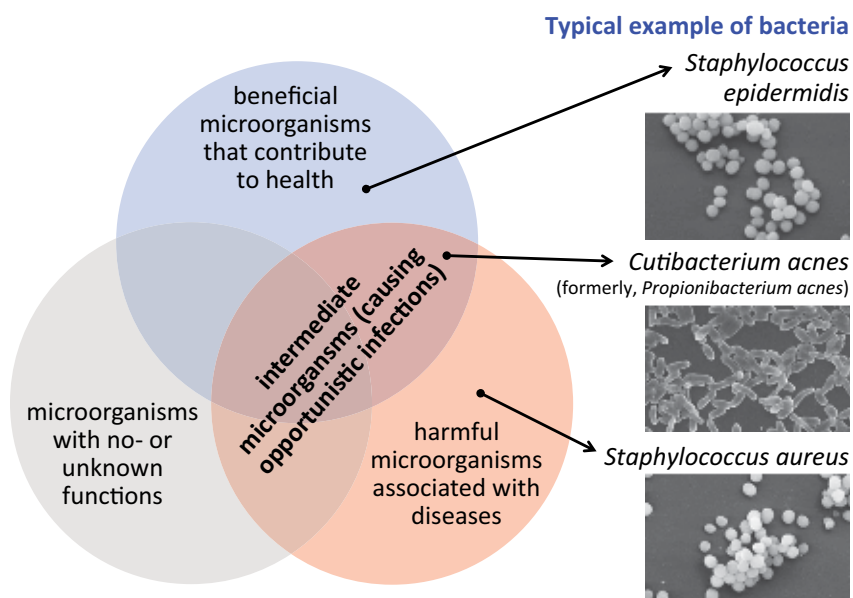 Typical example of bacteria
Staphylococcus
epidermidis
beneficial
microorganisms
that contribute
to health
Cutibacterium acnes
(formerly, Propionibacterium acnes)
intermediate
microorgansms (causing
opportunistic infections)
microorganisms
with no- or
unknown
functions
harmful
microorganisms
associated with
diseases
Staphylococcus aureus